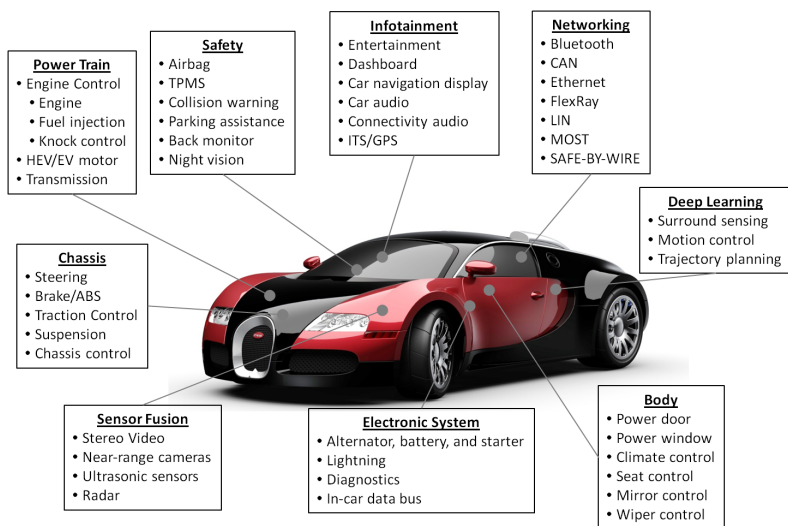 Power Train
• Engine Control
• Engine
• Fuel injection
• Knock control
• HEV/EV motor
• Transmission
Safety
• Airbag
• TPMS
• Collision warning
• Parking assistance
• Back monitor
• Night vision
Infotainment
• Entertainment
• Dashboard
• Car navigation display
• Car audio
• Connectivity audio
• ITS/GPS
Networking
• Bluetooth
• CAN
• Ethernet
• FlexRay
• LIN
• MOST
• SAFE-BY-WIRE
Deep Learning
• Surround sensing
• Motion control
• Trajectory planning
Chassis
• Steering
• Brake/ABS
• Traction Control
• Suspension
• Chassis control
Sensor Fusion
• Stereo Video
• Near-range cameras
• Ultrasonic sensors
• Radar
Electronic System
• Alternator, battery, and starter
• Lightning
• Diagnostics
• In-car data bus
Body
• Power door
• Power window
• Climate control
• Seat control
• Mirror control
• Wiper control